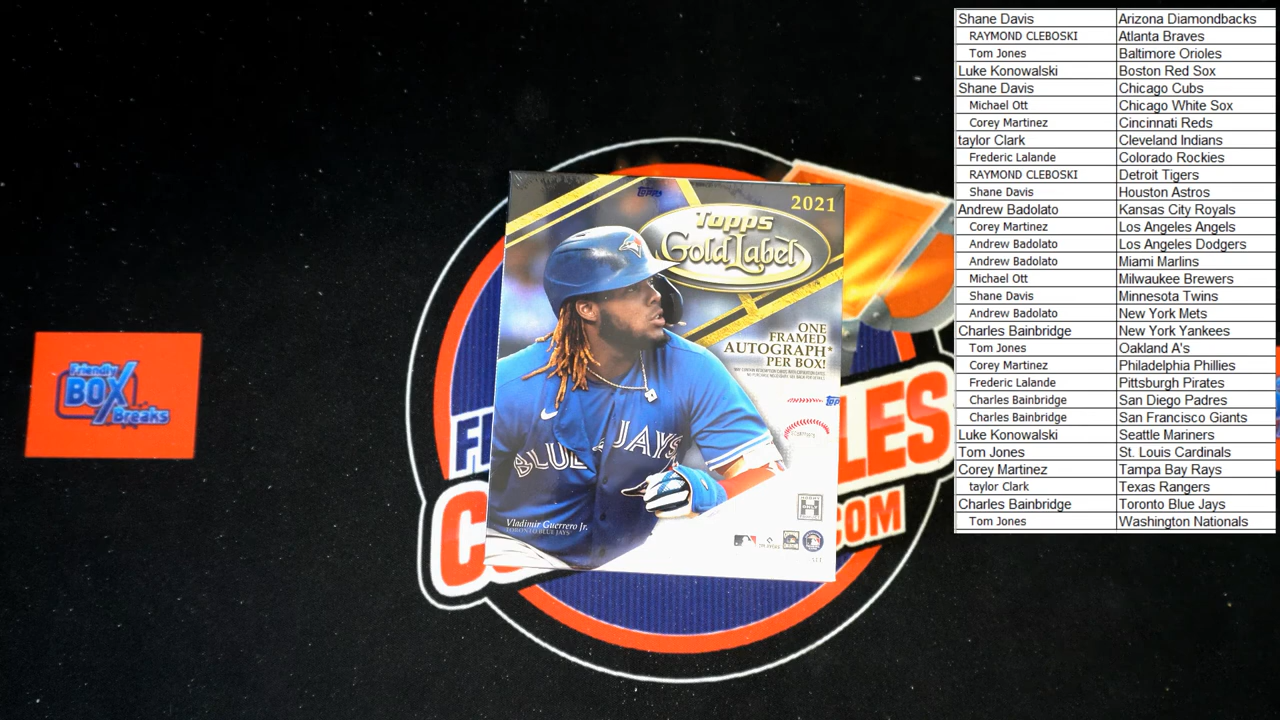 Shane Davis Arizona Diamondbacks
RAYMOND CLEBOSKI Atlanta Braves
Tom Jones Baltimore Orioles
Luke Konowalski Boston Red Sox
Shane Davis Chicago Cubs
Michael Ott Chicago White Sox
Corey Martinez Cincinnati Reds
taylor Clark Cleveland Indians
Frederic Lalande Colorado Rockies
RAYMOND CLEBOSKI Detroit Tigers
Shane Davis Houston Astros
Andrew Badolato Kansas City Royals
Corey Martinez Los Angeles Angels
Andrew Badolato Los Angeles Dodgers
Andrew Badolato Miami Marlins
Michael Ott Milwaukee Brewers
Shane Davis Minnesota Twins
Andrew Badolato New York Mets
Charles Bainbridge New York Yankees
Tom Jones Oakland A's
Corey Martinez Philadelphia Phillies
Frederic Lalande Pittsburgh Pirates
Charles Bainbridge San Diego Padres
Charles Bainbridge San Francisco Giants
Luke Konowalski Seattle Mariners
Tom Jones St. Louis Cardinals
Corey Martinez Tampa Bay Rays
taylor Clark Texas Rangers
Charles Bainbridge Toronto Blue Jays
Tom Jones Washington Nationals
Topps
2021
Topps
Gold Label
ONE
FRAMED
AUTOGRAPH*
PER BOX!
BLUE JAYS
Vladimir Guerrero Jr.
TORONTO BLUE JAYS
Friendly
BOX
Breaks
LES
.COM